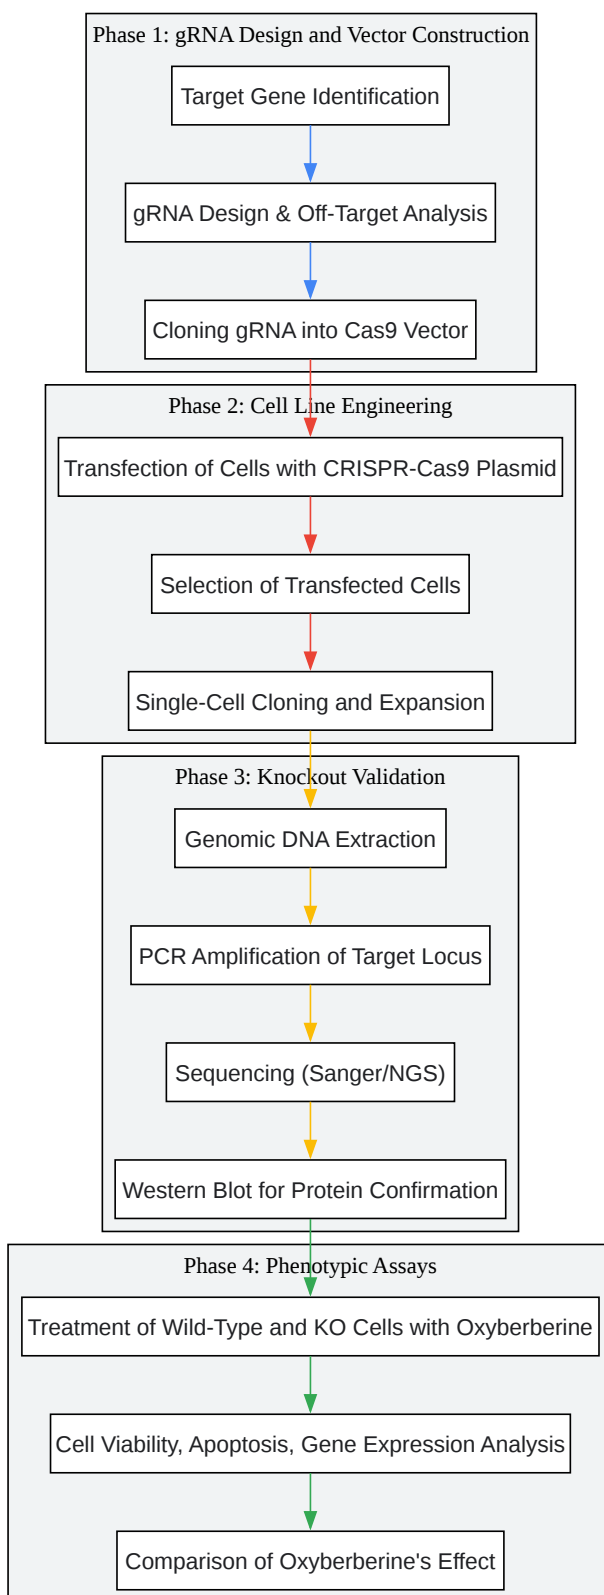 Phase 1: gRNA Design and Vector Construction
Target Gene Identification
gRNA Design & Off-Target Analysis
Cloning gRNA into Cas9 Vector
Phase 2: Cell Line Engineering
Transfection of Cells with CRISPR-Cas9 Plasmid
Selection of Transfected Cells
Single-Cell Cloning and Expansion
Phase 3: Knockout Validation
Genomic DNA Extraction
PCR Amplification of Target Locus
Sequencing (Sanger/NGS)
Western Blot for Protein Confirmation
Phase 4: Phenotypic Assays
Treatment of Wild-Type and KO Cells with Oxyberberine
Cell Viability, Apoptosis, Gene Expression Analysis
Comparison of Oxyberberine's Effect